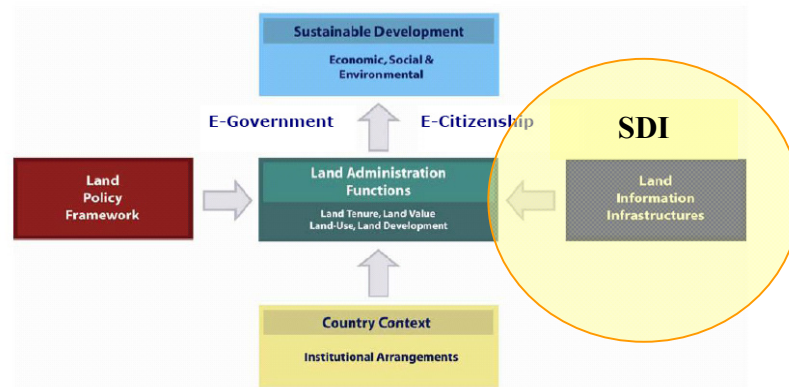 Sustainable Development
Economic, Social &
Environmental
E-Government
E-Citizenship
SDI
Land
Policy
Framework
Land Administration
Functions
Land Tenure, Land Value
Land-Use, Land Development
Land
Information
Infrastructures
Country Context
Institutional Arrangements